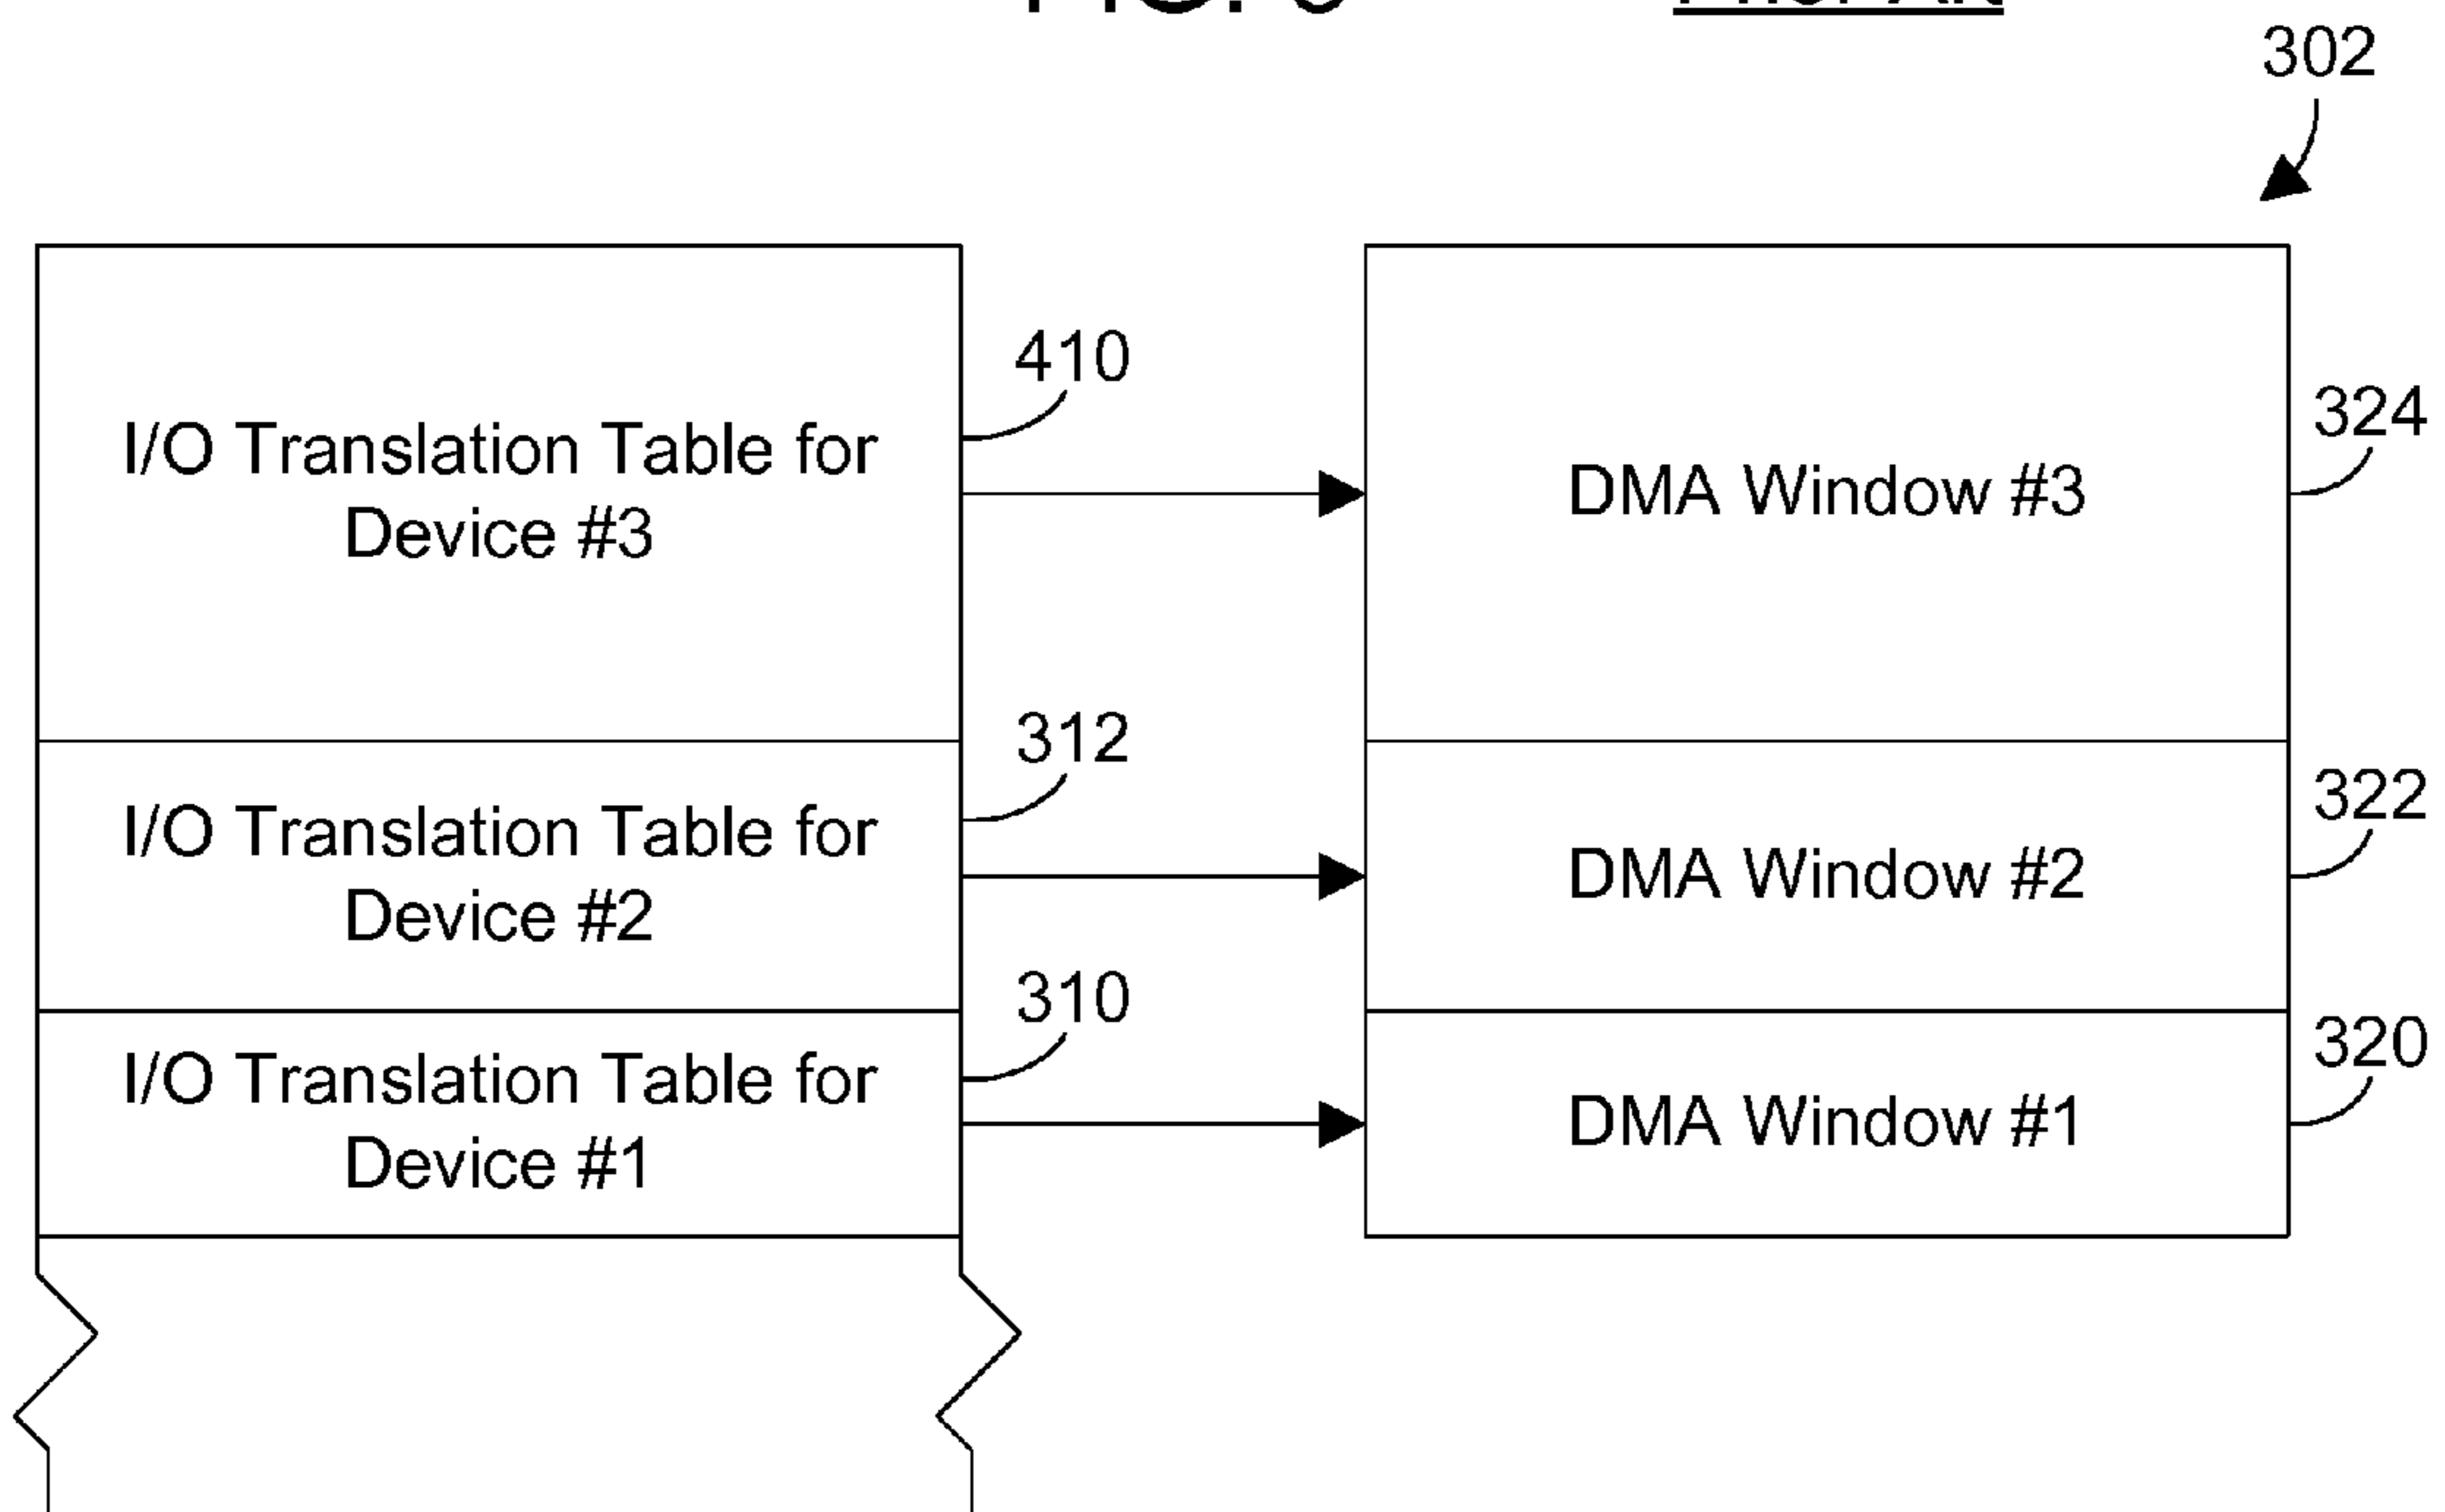 302
410
I/O Translation Table for
Device #3
DMA Window #3
324
312
I/O Translation Table for
Device #2
DMA Window #2
322
310
I/O Translation Table for
Device #1
DMA Window #1
320